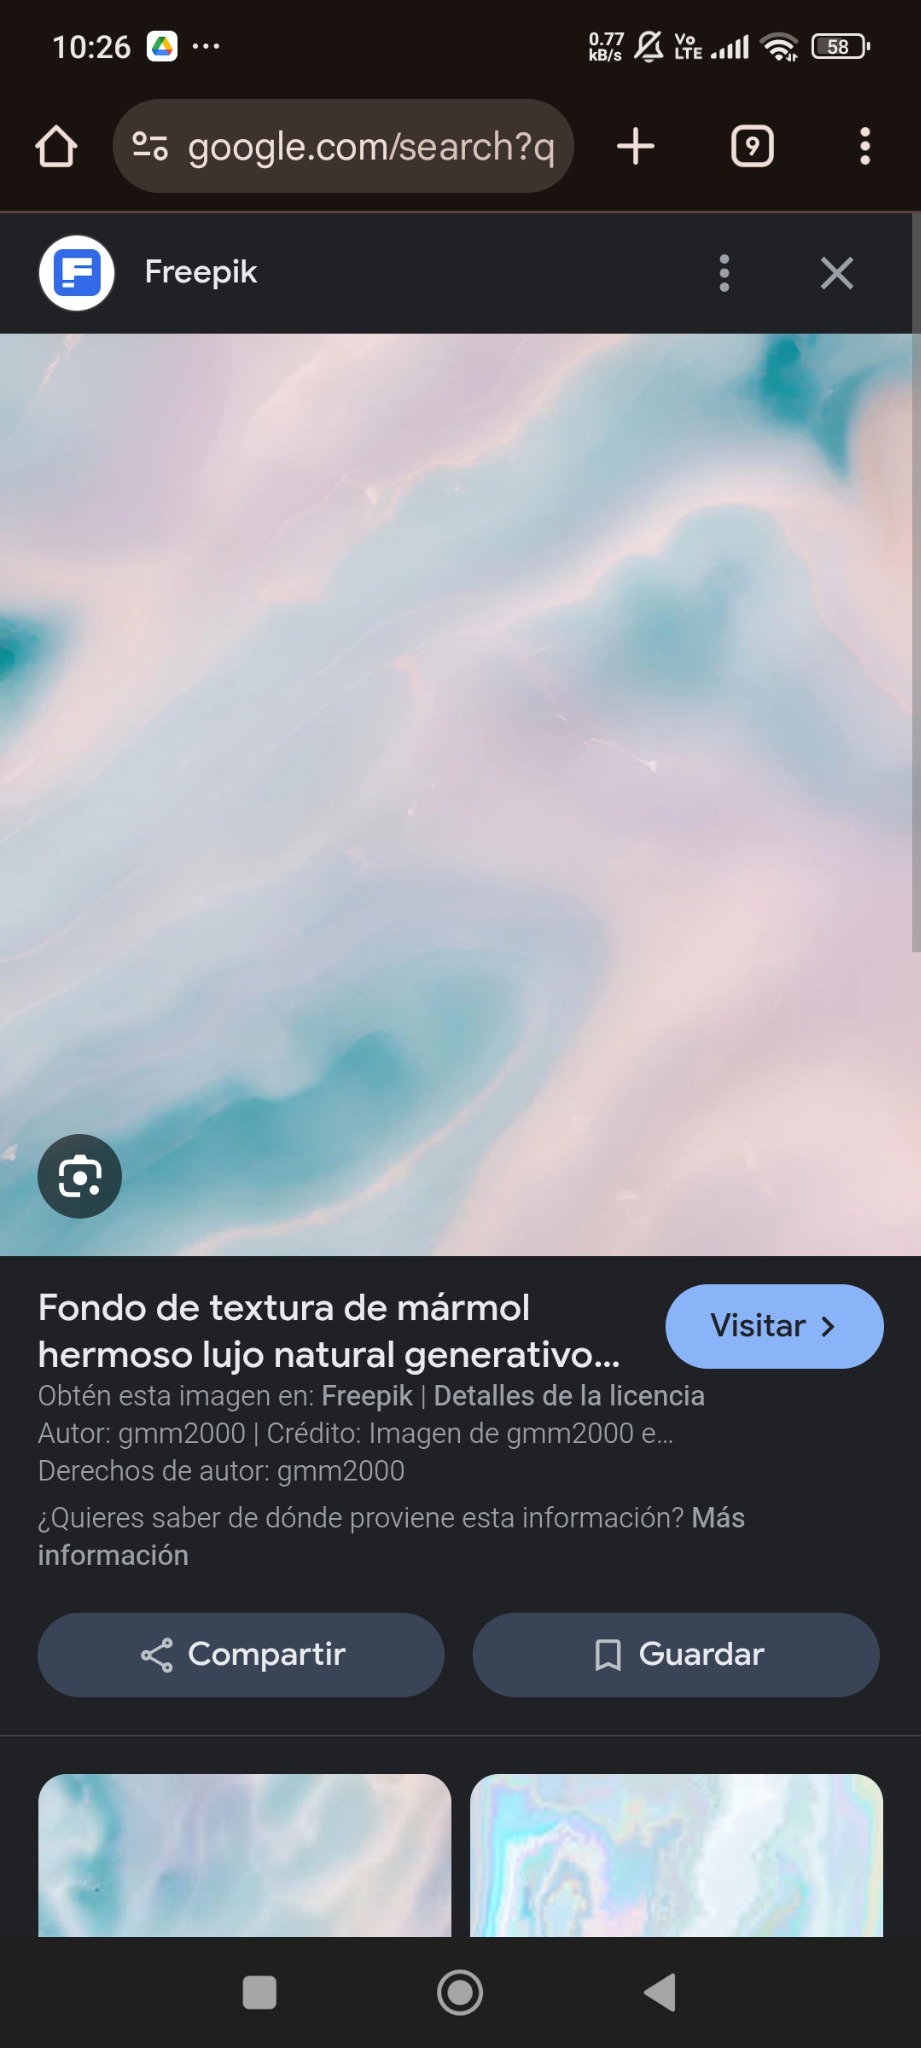 10:26
0.77 kB/s
Vo LTE
58
google.com/search?q
9
Freepik
Fondo de textura de mármol
hermoso lujo natural generativo...
Visitar
Obtén esta imagen en: Freepik | Detalles de la licencia
Autor: gmm2000 | Crédito: Imagen de gmm2000 e...
Derechos de autor: gmm2000
¿Quieres saber de dónde proviene esta información? Más
información
Compartir
Guardar